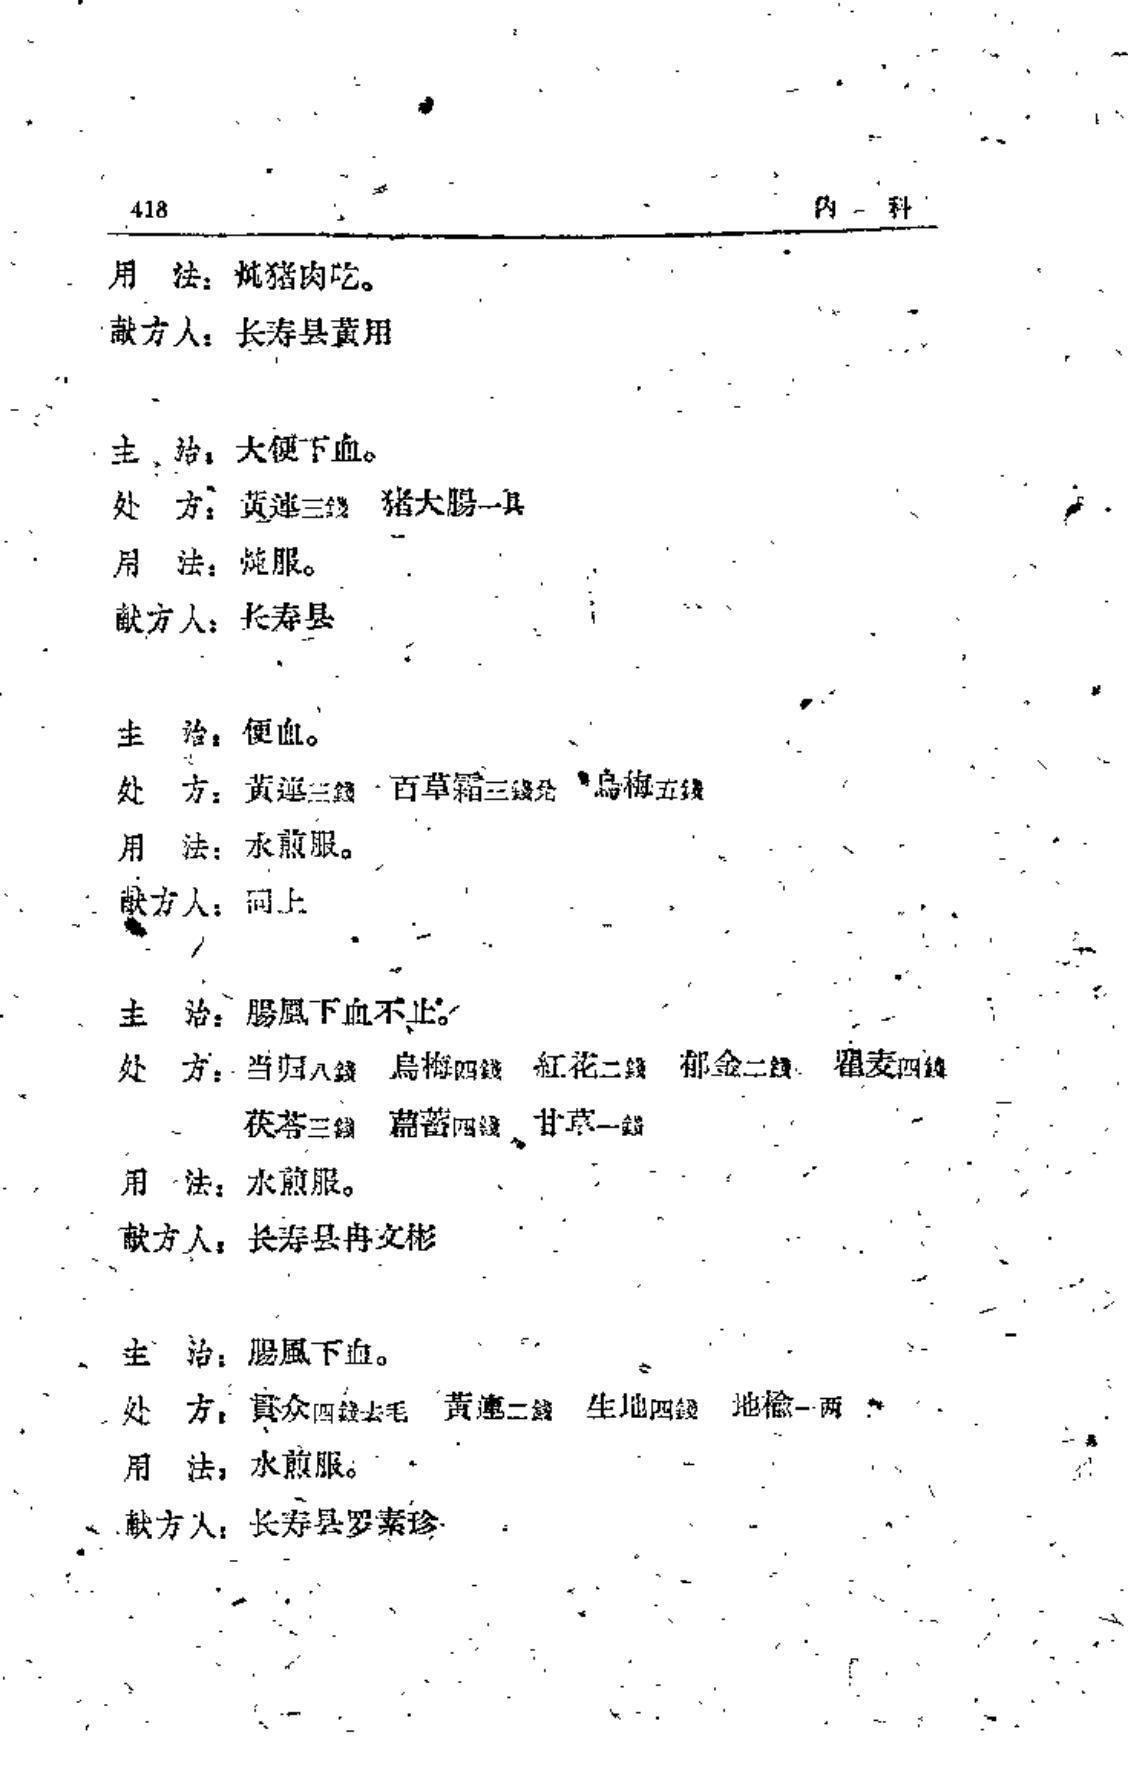 418 内科
用 法：炖猪肉吃。
献方人：长寿县黄用
主 治：大便下血。
处 方：黄連三錢 猪大腸一具
用 法：炖服。
献方人：长寿县
主 治：便血。
处 方：黄連三錢 百草霜三錢 烏梅五錢
用 法：水煎服。
献方人：同上
主 治：腸風下血不止。
处 方：当归八錢 烏梅四錢 紅花二錢 郁金二錢 瞿麦四錢
茯苓三錢 萹蓄四錢 甘草一錢
用 法：水煎服。
献方人：长寿县冉文彬
主 治：腸風下血。
处 方：貫众四錢去毛 黄連二錢 生地四錢 地楡一两
用 法：水煎服。
献方人：长寿县罗素珍